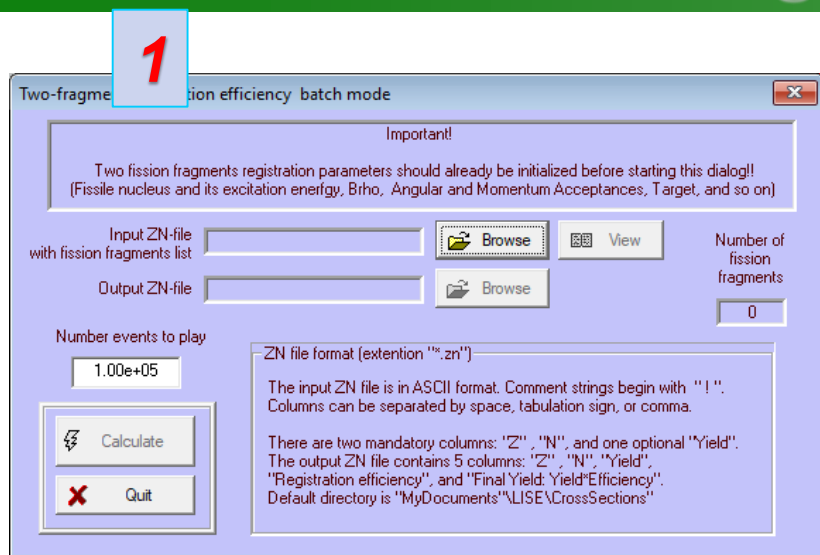 1
Two-fragme tion efficiency batch mode
Important!
Two fission fragments registration parameters should already be initialized before starting this dialog!!
(Fissile nucleus and its excitation enerfgy, Brho, Angular and Momentum Acceptances, Target, and so on)
Input ZN-file
with fission fragments list
Browse
View
Number of
fission
fragments
Output ZN-file
Browse
0
Number events to play
1.00e+05
ZN file format (extention "*.zn")
The input ZN file is in ASCII format. Comment strings begin with " ! ".
Columns can be separated by space, tabulation sign, or comma.
There are two mandatory columns: "Z" , "N", and one optional "Yield".
The output ZN file contains 5 columns: "Z" , "N", "Yield",
"Registration efficiency", and "Final Yield: Yield*Efficiency".
Default directory is "MyDocuments"\LISE\CrossSections"
Calculate
Quit